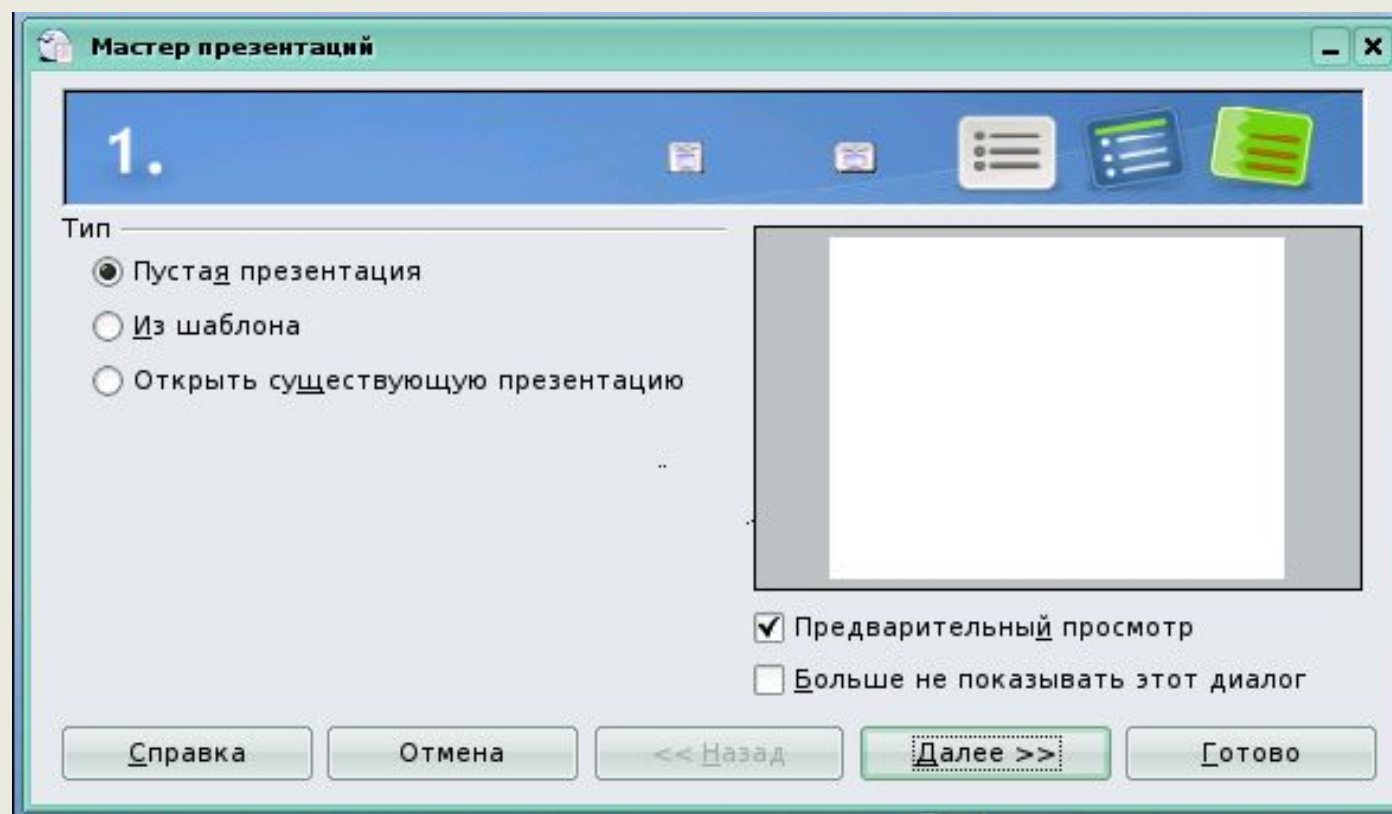 Мастер презентаций
1.
Тип
Пустая презентация
Из шаблона
Открыть существующую презентацию
Предварительный просмотр
Больше не показывать этот диалог
Справка
Отмена
<< Назад
Далее >>
Готово